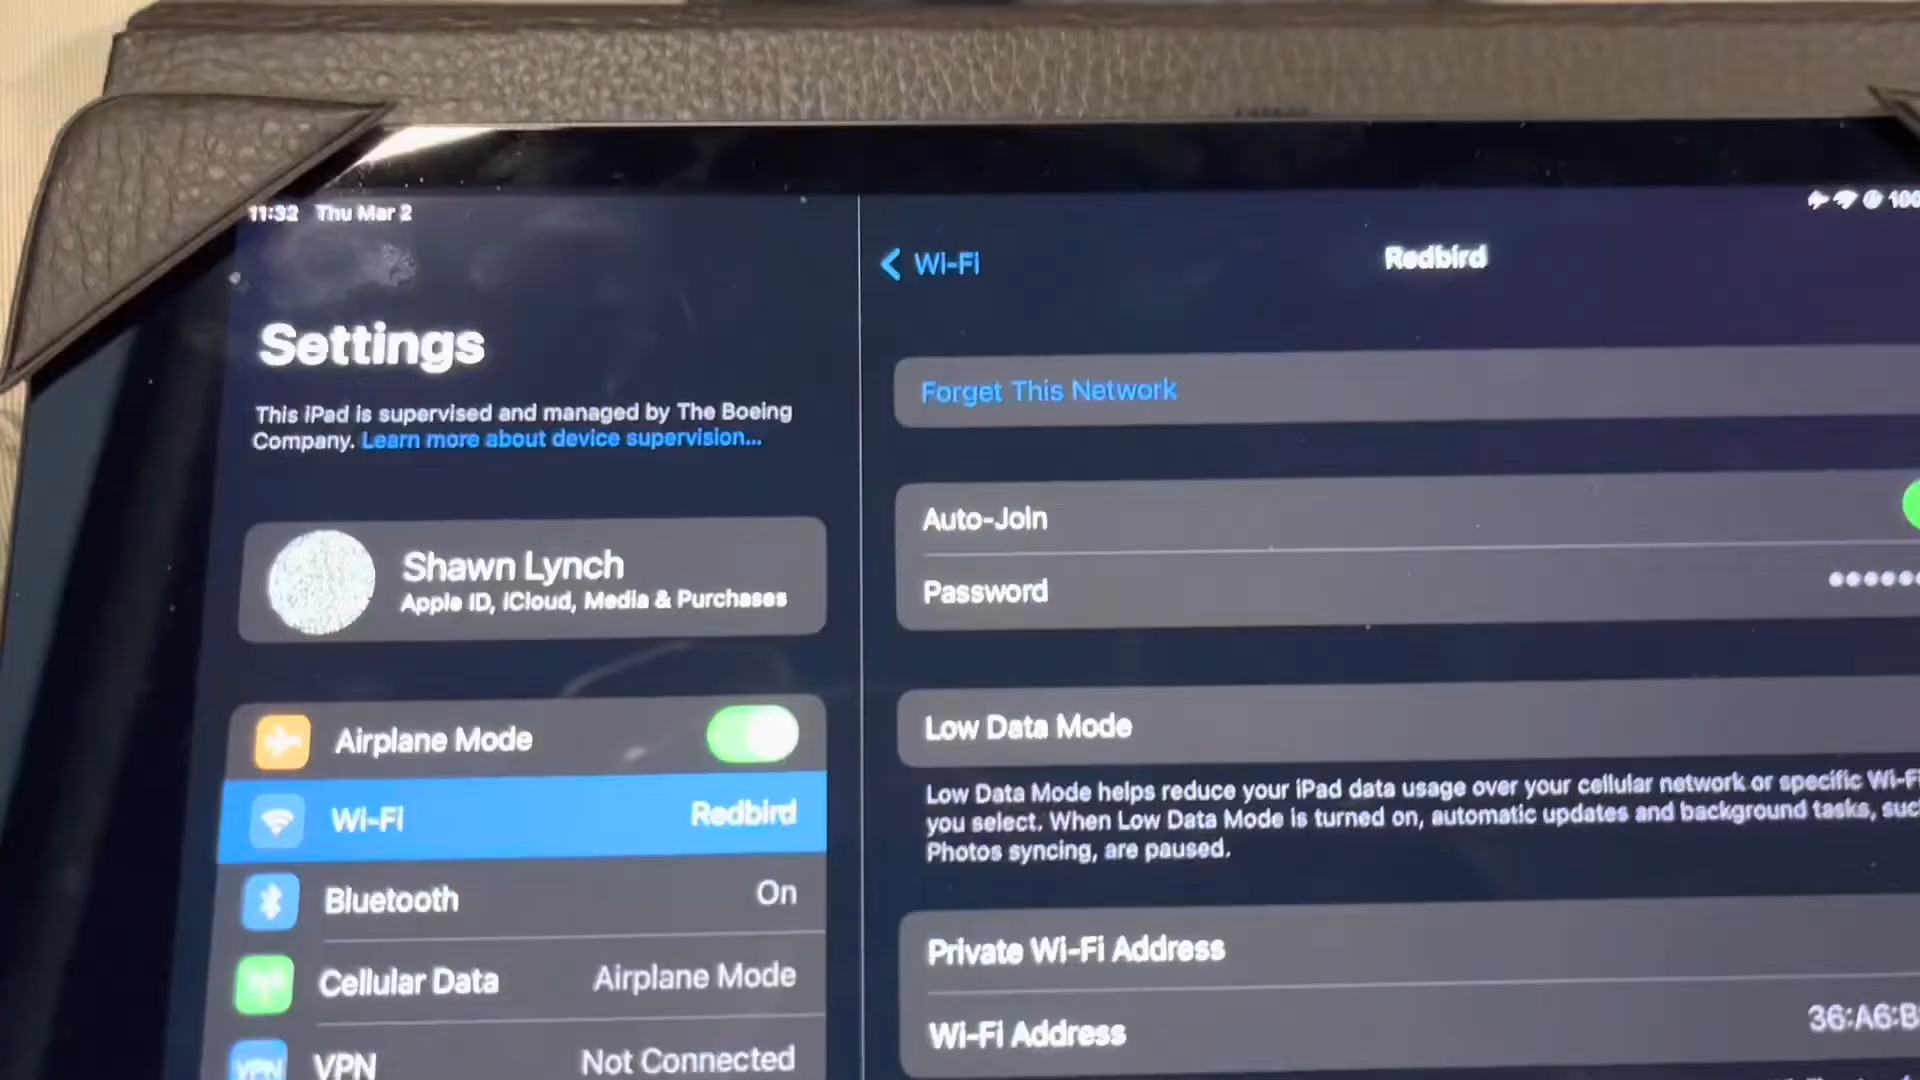 11:32 Thu Mar 2
100
Settings
This iPad is supervised and managed by The Boeing
Company. Learn more about device supervision...
Shawn Lynch
Apple ID, iCloud, Media & Purchases
Airplane Mode
Wi-Fi Redbird
Bluetooth On
Cellular Data Airplane Mode
VPN VPN Not Connected
Wi-Fi
Redbird
Forget This Network
Auto-Join
Password
Low Data Mode
Low Data Mode helps reduce your iPad data usage over your cellular network or specific Wi-F
you select. When Low Data Mode is turned on, automatic updates and background tasks, suc
Photos syncing, are paused.
Private Wi-Fi Address
Wi-Fi Address 36:A6:B